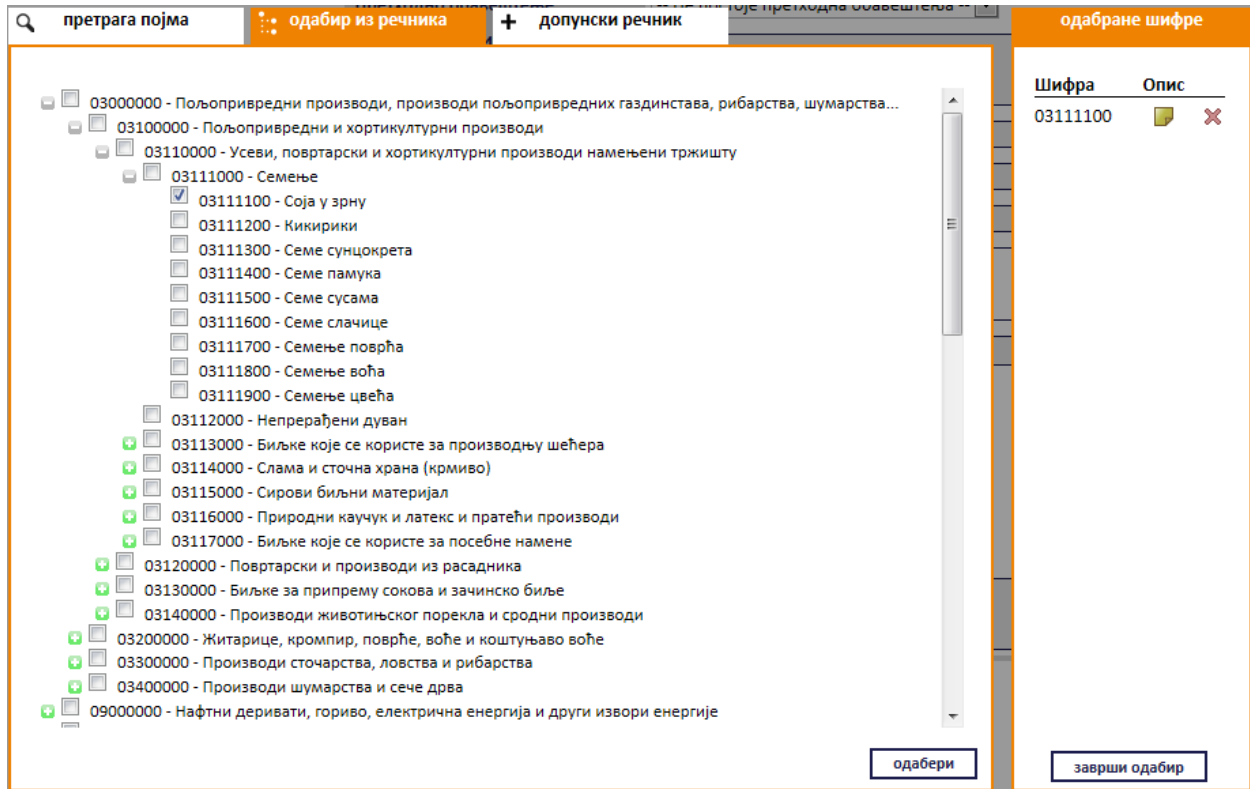 претрага појма
одабир из речника
допунски речник
одабране шифре
03000000 - Пољопривредни производи, производи пољопривредних газдинстава, рибарства, шумарства...
03100000 - Пољопривредни и хортикултурни производи
03110000 - Усеви, повртарски и хортикултурни производи намењени тржишту
03111000 - Семење
03111100 - Соја у зрну
03111200 - Кикирики
03111300 - Семе сунцокрета
03111400 - Семе памука
03111500 - Семе сусама
03111600 - Семе слачице
03111700 - Семење поврћа
03111800 - Семење воћа
03111900 - Семење цвећа
03112000 - Непрерађени дуван
03113000 - Биљке које се користе за производњу шећера
03114000 - Слама и сточна храна (крмиво)
03115000 - Сирови биљни материјал
03116000 - Природни каучук и латекс и пратећи производи
03117000 - Биљке које се користе за посебне намене
03120000 - Повртарски и производи из расадника
03130000 - Биљке за припрему сокова и зачинско биље
03140000 - Производи животињског порекла и сродни производи
03200000 - Житарице, кромпир, поврће, воће и коштуњаво воће
03300000 - Производи сточарства, ловства и рибарства
03400000 - Производи шумарства и сече дрва
09000000 - Нафтни деривати, гориво, електрична енергија и други извори енергије
одабери
Шифра Опис
03111100
заврши одабир